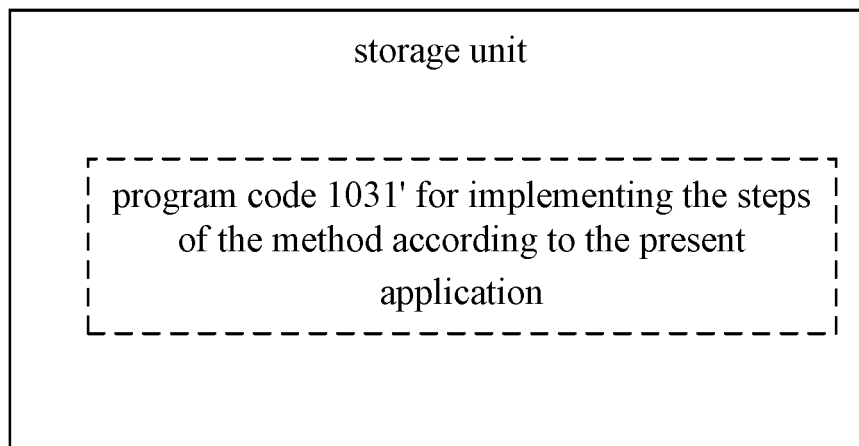 storage unit
program code 1031' for implementing the steps
of the method according to the present
application